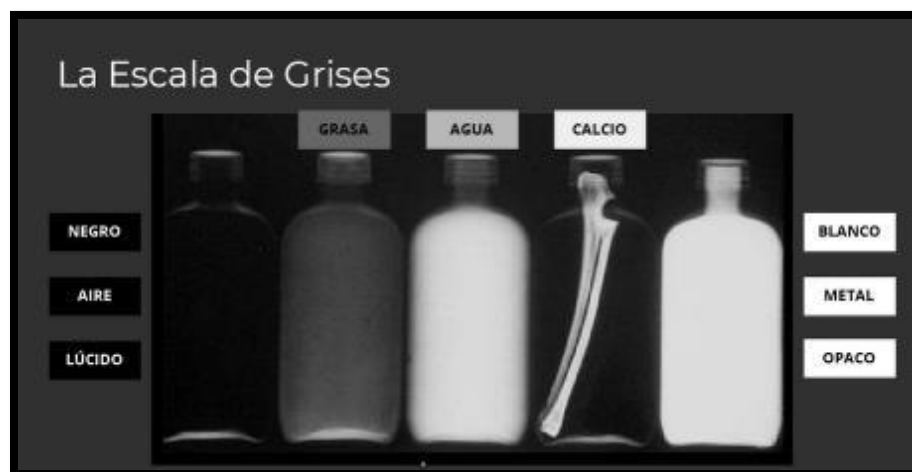 La Escala de Grises
GRASA
AGUA
CALCIO
NEGRO
BLANCO
AIRE
METAL
LÚCIDO
OPACO